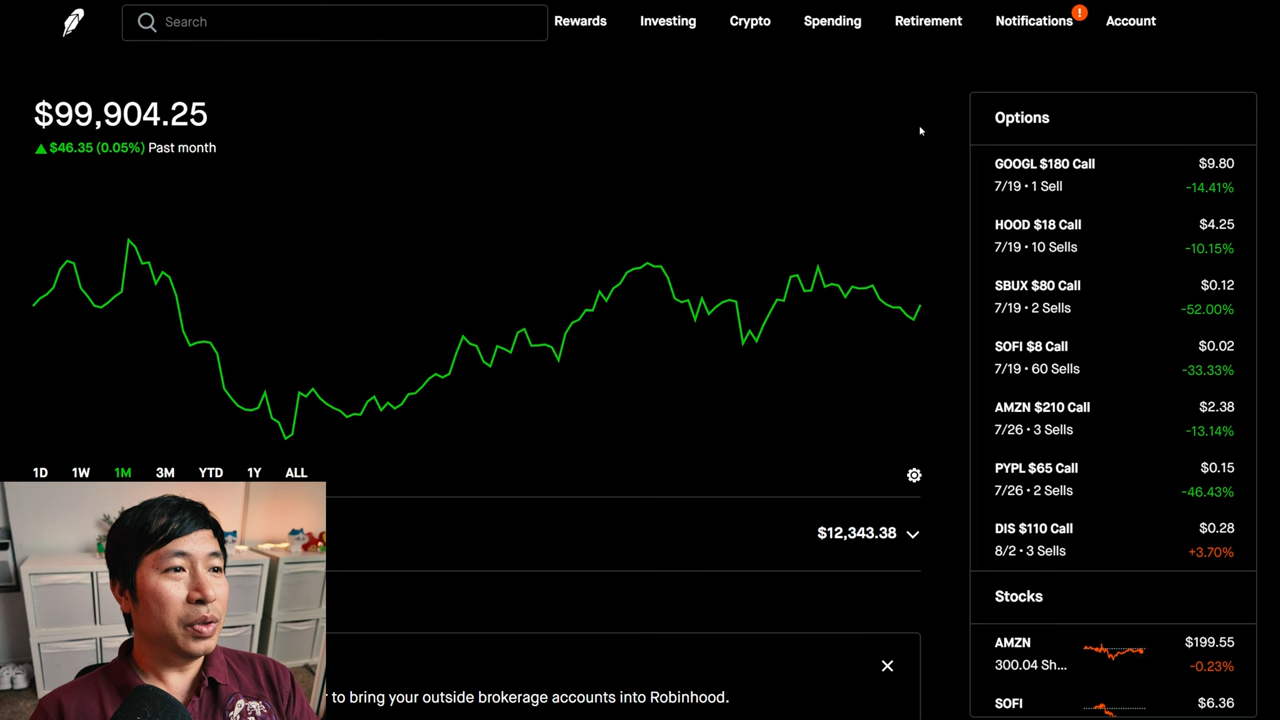 Search
Rewards
Investing
Crypto
Spending
Retirement
Notifications
!
Account
$99,904.25
$46.35 (0.05%) Past month
1D
1W
1M
3M
YTD
1Y
ALL
$12,343.38
to bring your outside brokerage accounts into Robinhood.
Options
GOOGL $180 Call
$9.80
7/19 • 1 Sell
-14.41%
HOOD $18 Call
$4.25
7/19 • 10 Sells
-10.15%
SBUX $80 Call
$0.12
7/19 • 2 Sells
-52.00%
SOFI $8 Call
$0.02
7/19 • 60 Sells
-33.33%
AMZN $210 Call
$2.38
7/26 • 3 Sells
-13.14%
PYPL $65 Call
$0.15
7/26 • 2 Sells
-46.43%
DIS $110 Call
$0.28
8/2 • 3 Sells
+3.70%
Stocks
AMZN
$199.55
300.04 Sh...
-0.23%
SOFI
$6.36